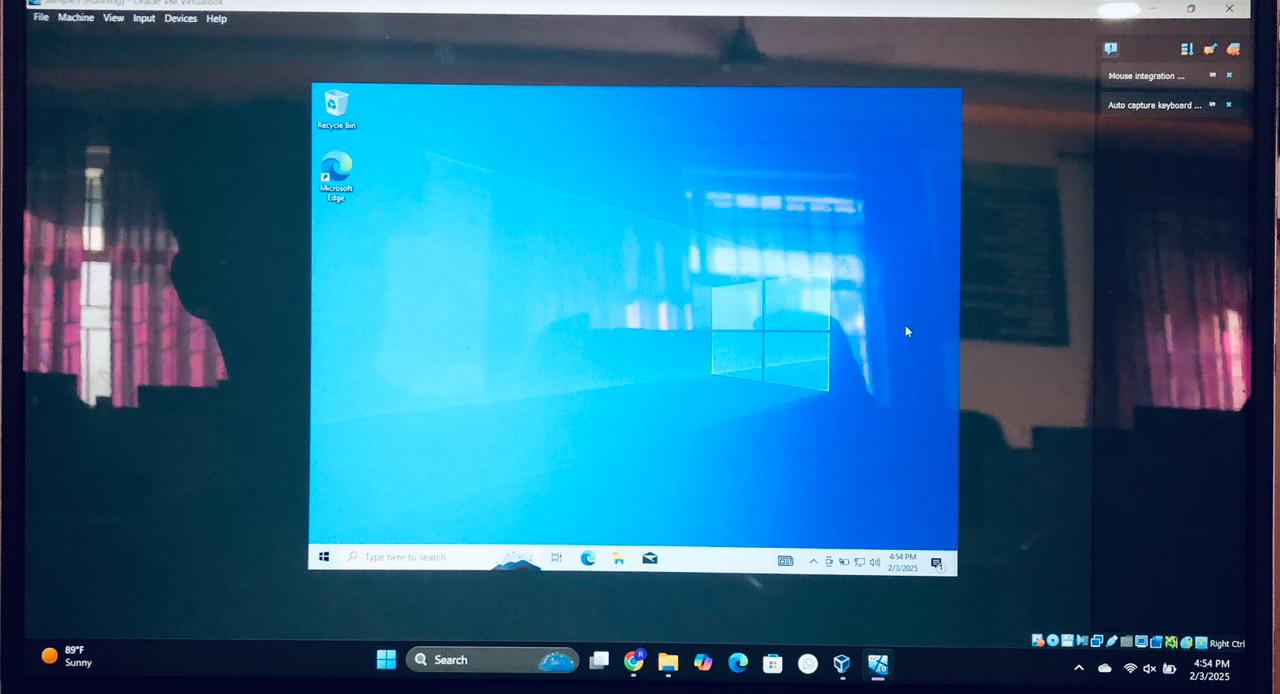 File Machine View Input Devices Help
Mouse integration ...
Auto capture keyboard ...
Recycle Bin
Microsoft
Edge
Type here to search
4:54 PM
2/3/2025
1
Right Ctrl
89°F
Sunny
Search
4:54 PM
2/3/2025